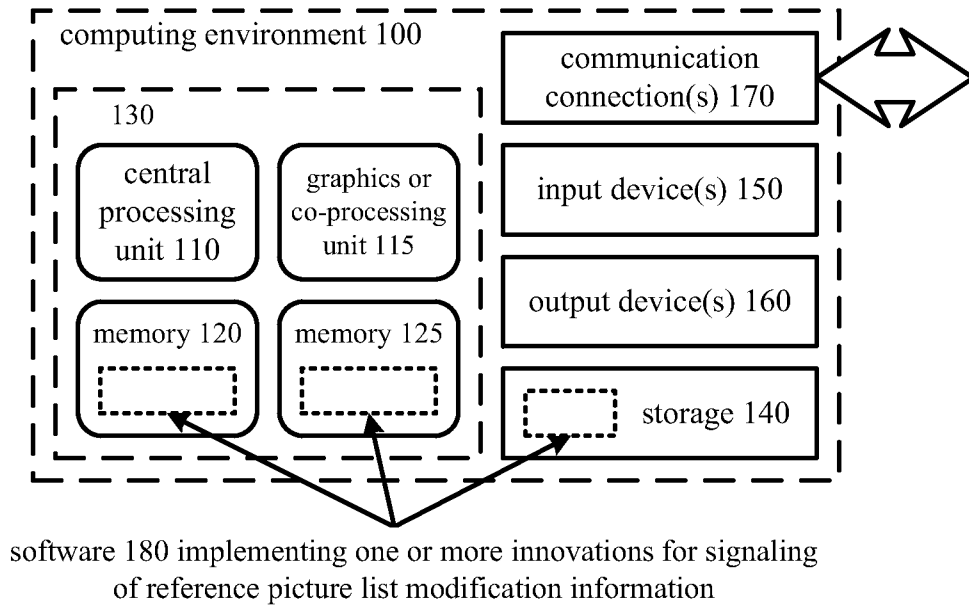 computing environment 100
communication
connection(s) 170
130
central
processing
unit 110
graphics or
co-processing
unit 115
input device(s) 150
output device(s) 160
memory 120
memory 125
storage 140
software 180 implementing one or more innovations for signaling
of reference picture list modification information